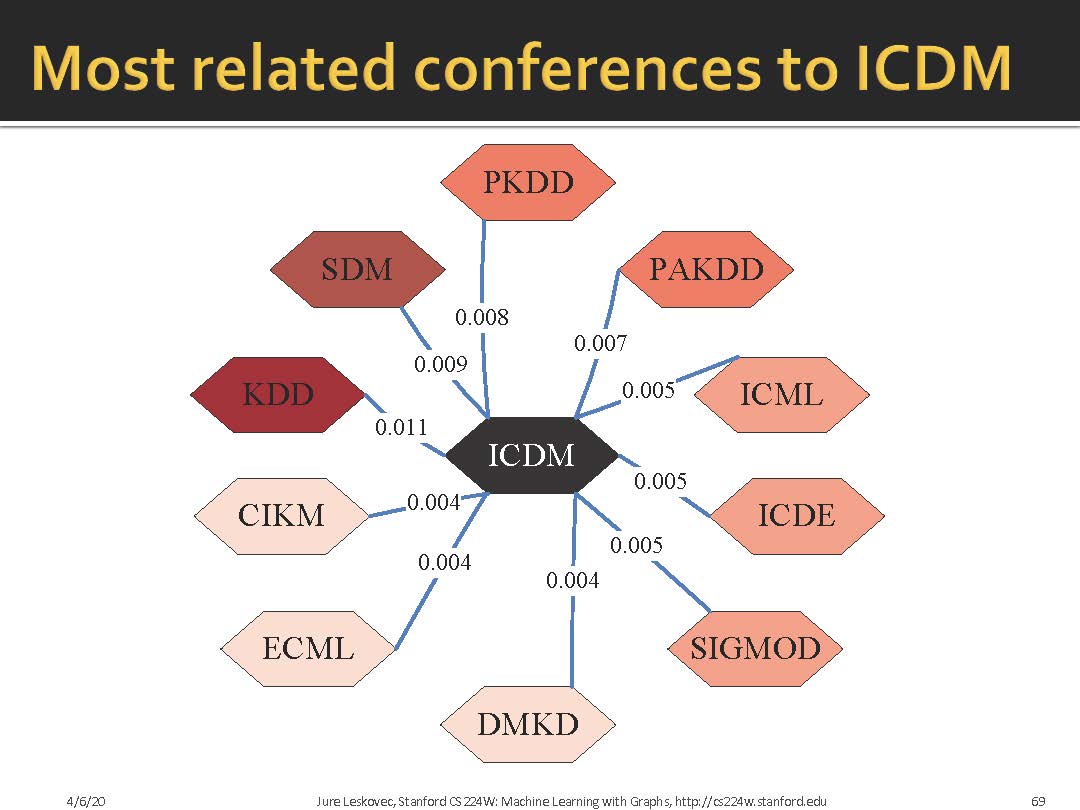 Most related conferences to ICDM
PKDD
SDM
PAKDD
0.008
0.007
0.009
KDD
0.005
ICML
0.011
ICDM
0.005
CIKM
0.004
ICDE
0.005
0.004
0.004
ECML
SIGMOD
DMKD
4/6/20
Jure Leskovec, Stanford CS224W: Machine Learning with Graphs, http://cs224w.stanford.edu
69